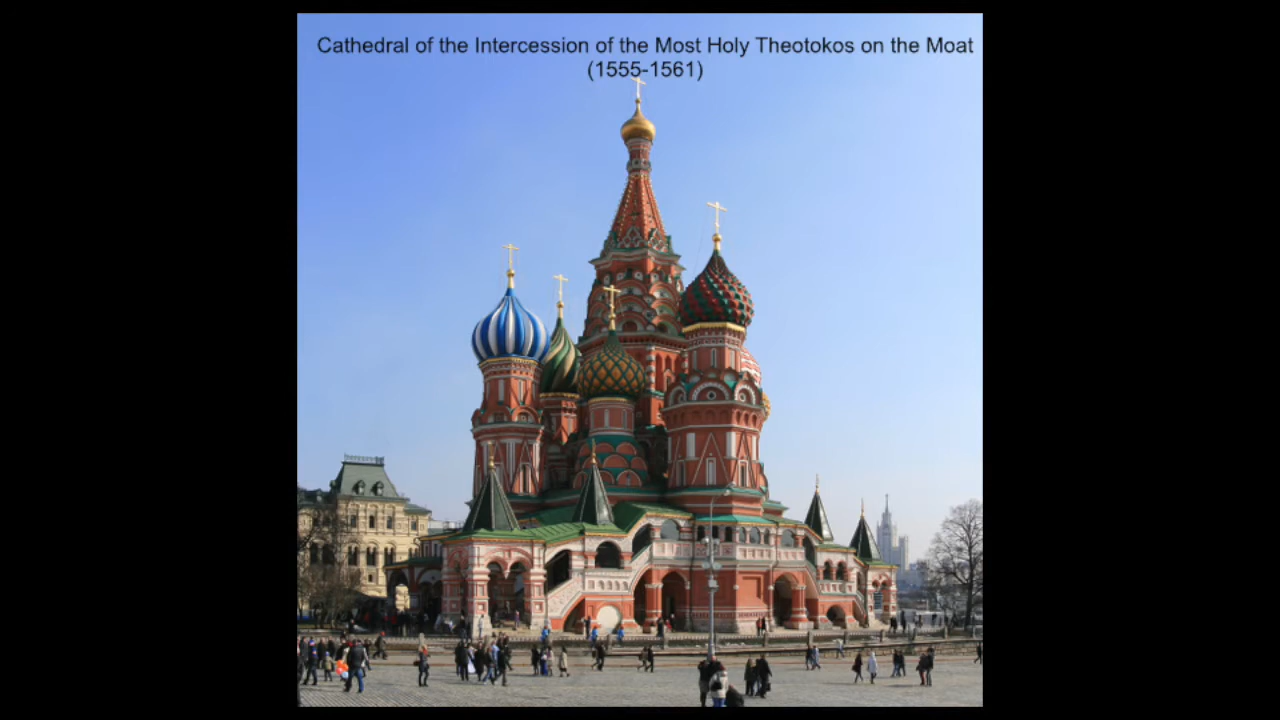 Cathedral of the Intercession of the Most Holy Theotokos on the Moat
(1555-1561)